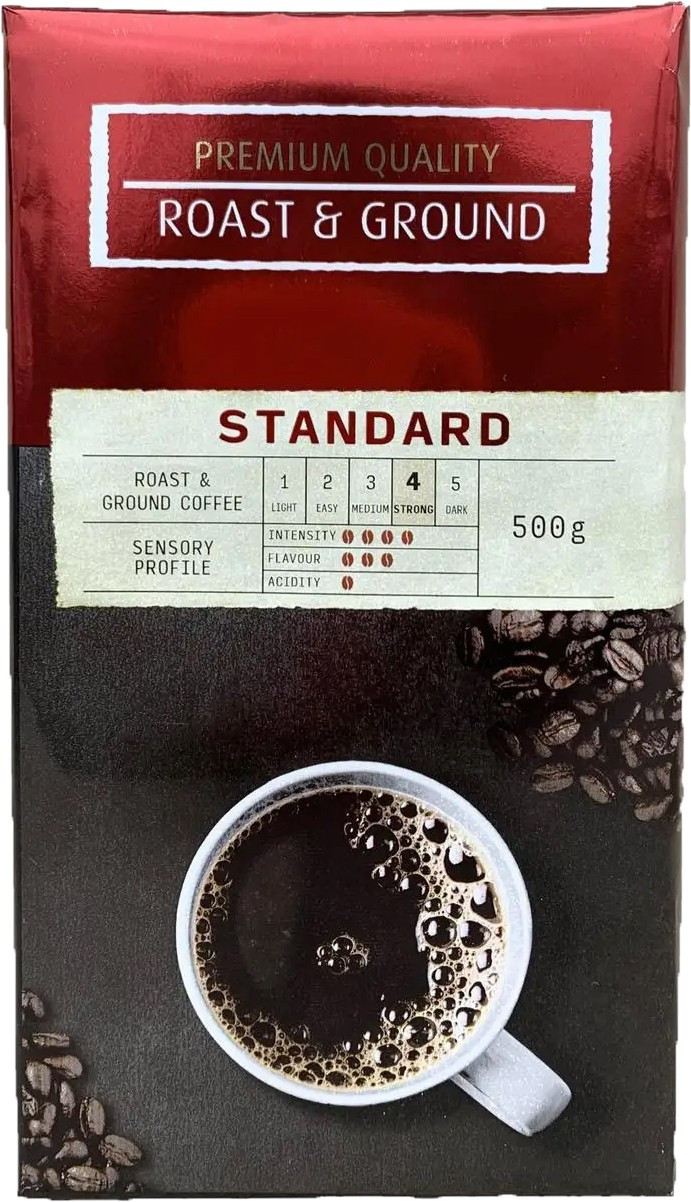 PREMIUM QUALITY
ROAST & GROUND
STANDARD
ROAST &
GROUND COFFEE
1 2 3 4 5
LIGHT EASY MEDIUM STRONG DARK
500g
SENSORY
PROFILE
INTENSITY
FLAVOUR
ACIDITY